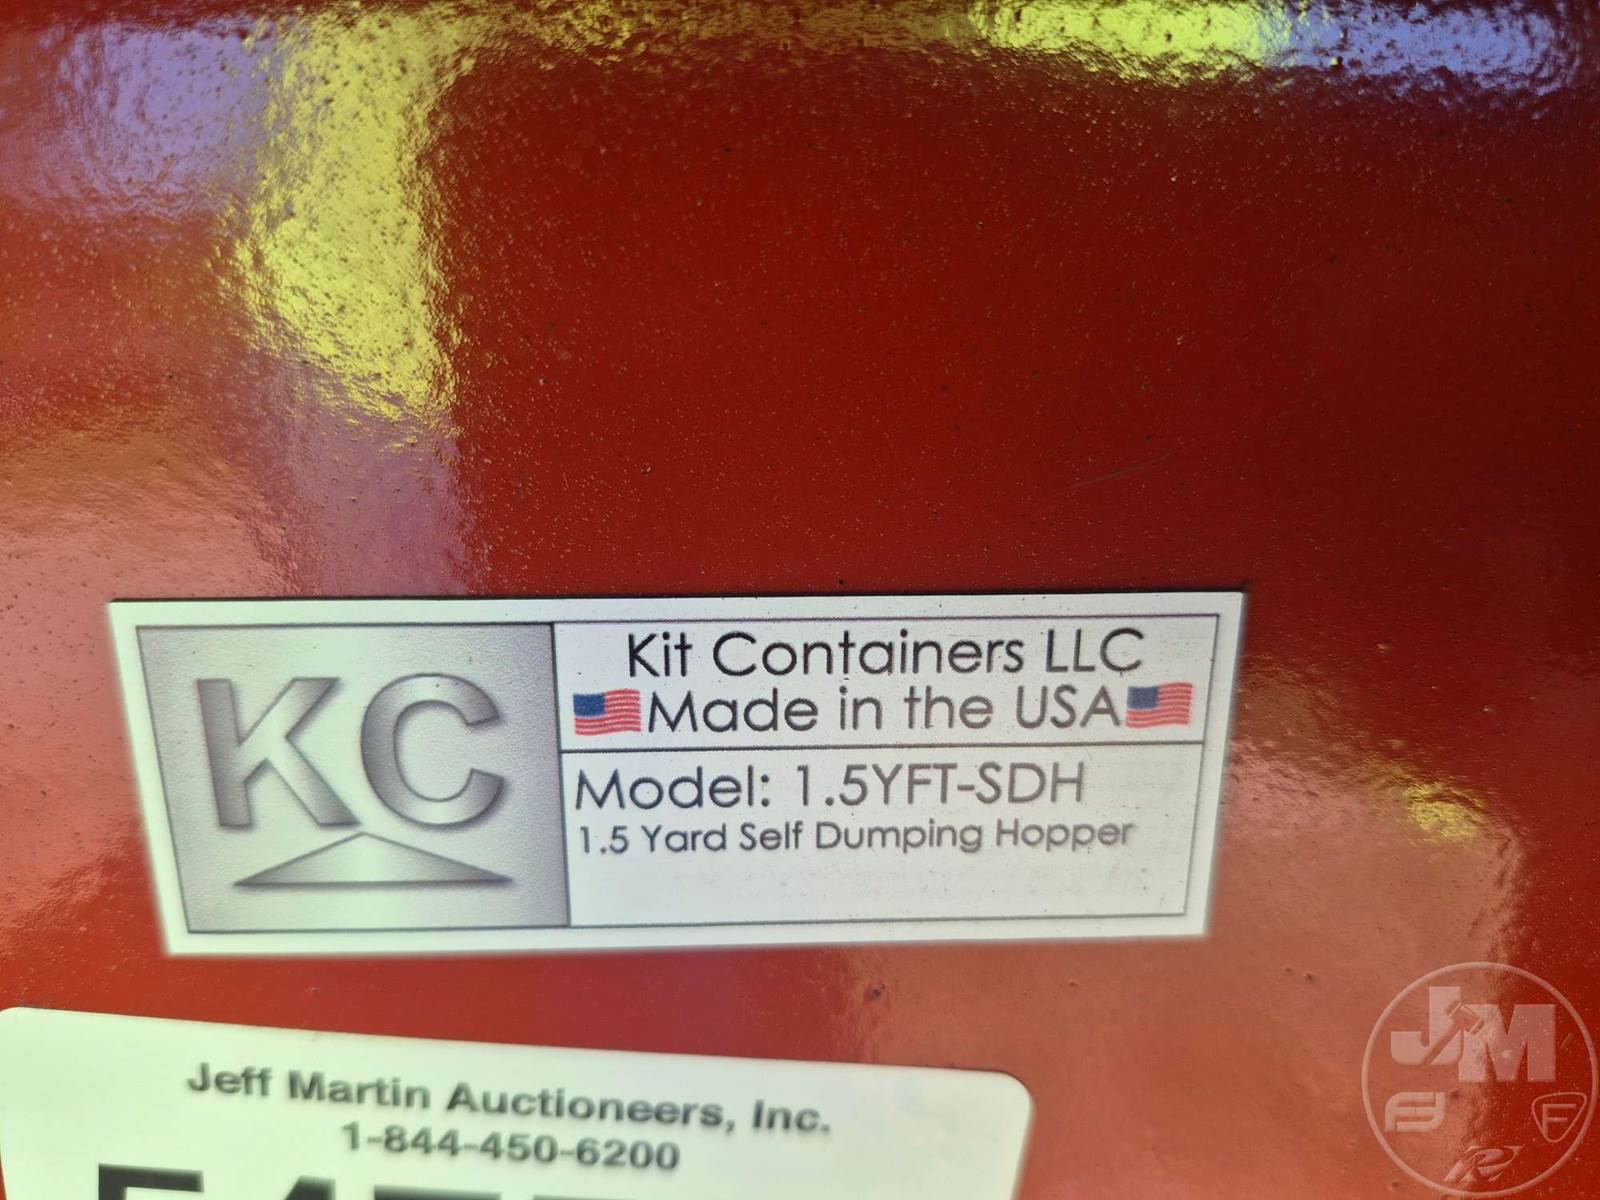 KC
Kit Containers LLC
Made in the USA
Model: 1.5YFT-SDH
1.5 Yard Self Dumping Hopper
Jeff Martin Auctioneers, Inc.
1-844-450-6200
JM
F